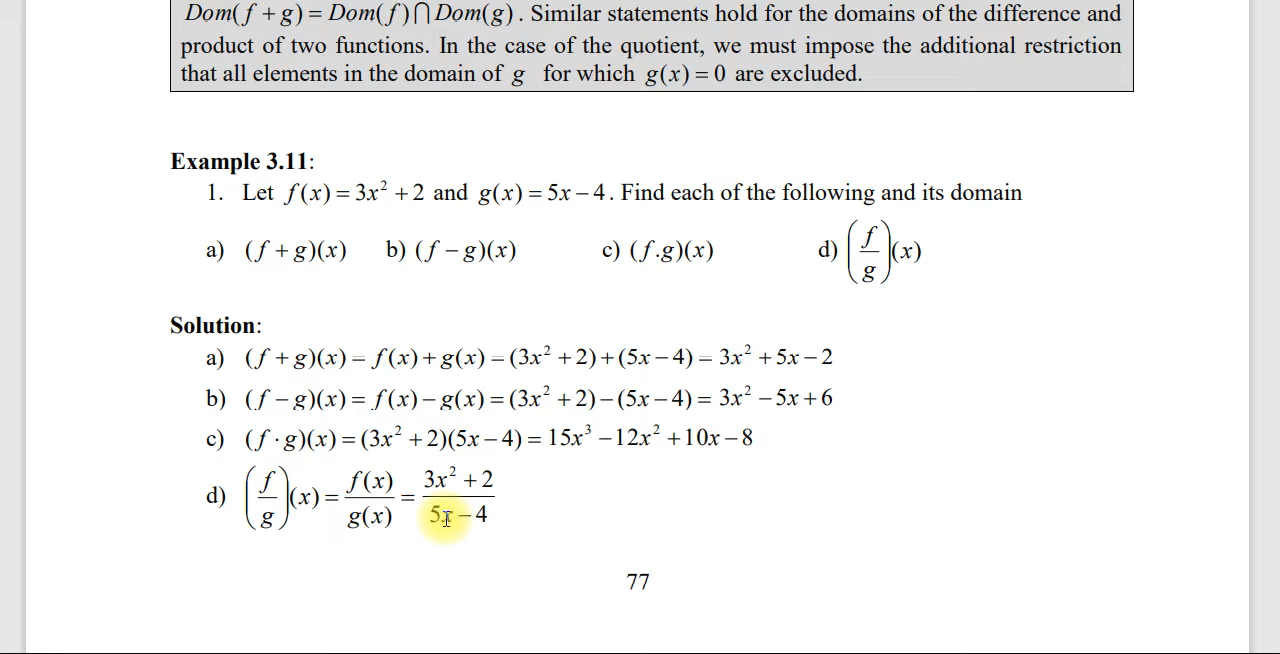 Dom(f + g) = Dom(f) ⋂ Dom(g). Similar statements hold for the domains of the difference and
product of two functions. In the case of the quotient, we must impose the additional restriction
that all elements in the domain of g for which g(x) = 0 are excluded.
Example 3.11:
1. Let f(x) = 3x² + 2 and g(x) = 5x − 4. Find each of the following and its domain
a) (f + g)(x) b) (f − g)(x) c) (f.g)(x) d) (f/g)(x)
Solution:
a) (f + g)(x) = f(x) + g(x) = (3x² + 2) + (5x − 4) = 3x² + 5x − 2
b) (f − g)(x) = f(x) − g(x) = (3x² + 2) − (5x − 4) = 3x² − 5x + 6
c) (f · g)(x) = (3x² + 2)(5x − 4) = 15x³ − 12x² + 10x − 8
d) (f/g)(x) = f(x)/g(x) = (3x² + 2)/(5x − 4)
77